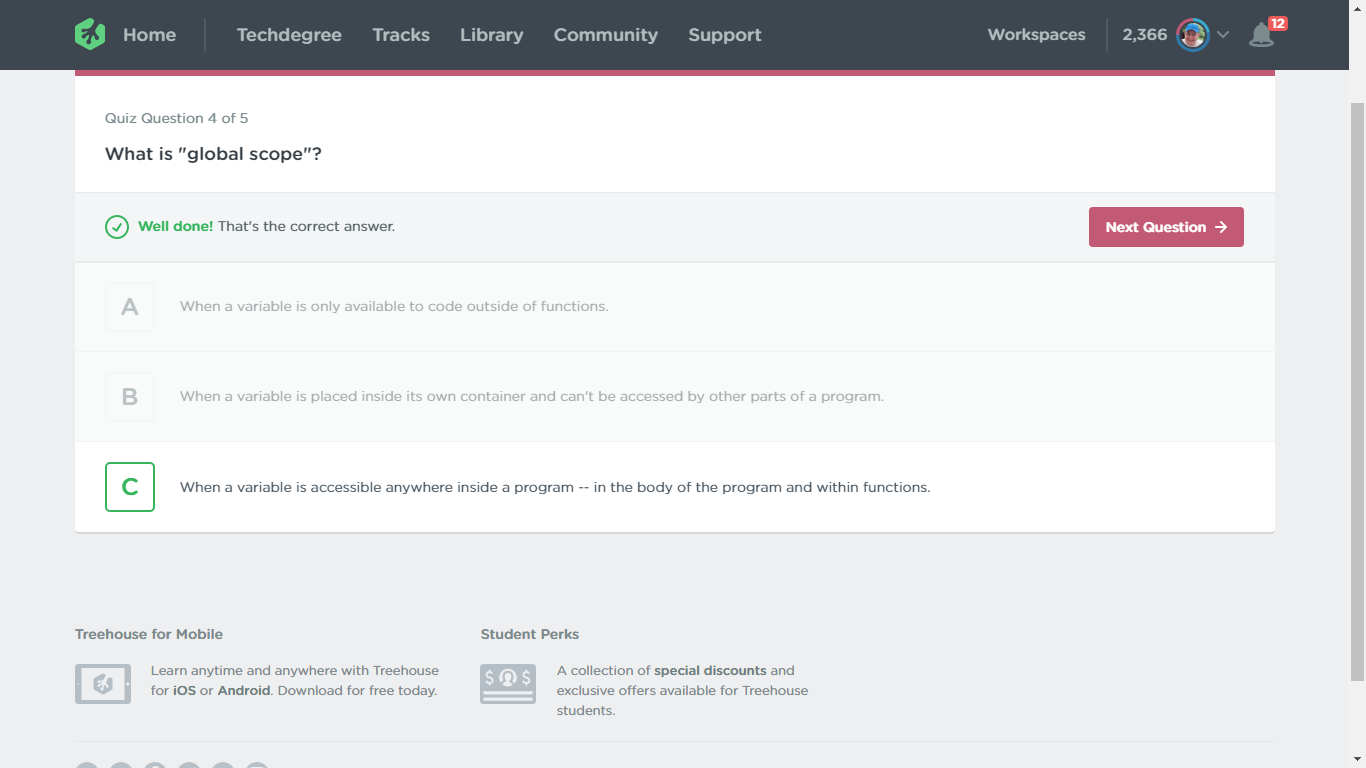 Home Techdegree Tracks Library Community Support Workspaces 2,366 12
Quiz Question 4 of 5
What is "global scope"?
Well done! That's the correct answer.
Next Question →
A When a variable is only available to code outside of functions.
B When a variable is placed inside its own container and can't be accessed by other parts of a program.
C When a variable is accessible anywhere inside a program -- in the body of the program and within functions.
Treehouse for Mobile
Learn anytime and anywhere with Treehouse
for iOS or Android. Download for free today.
Student Perks
$ $
A collection of special discounts and
exclusive offers available for Treehouse
students.